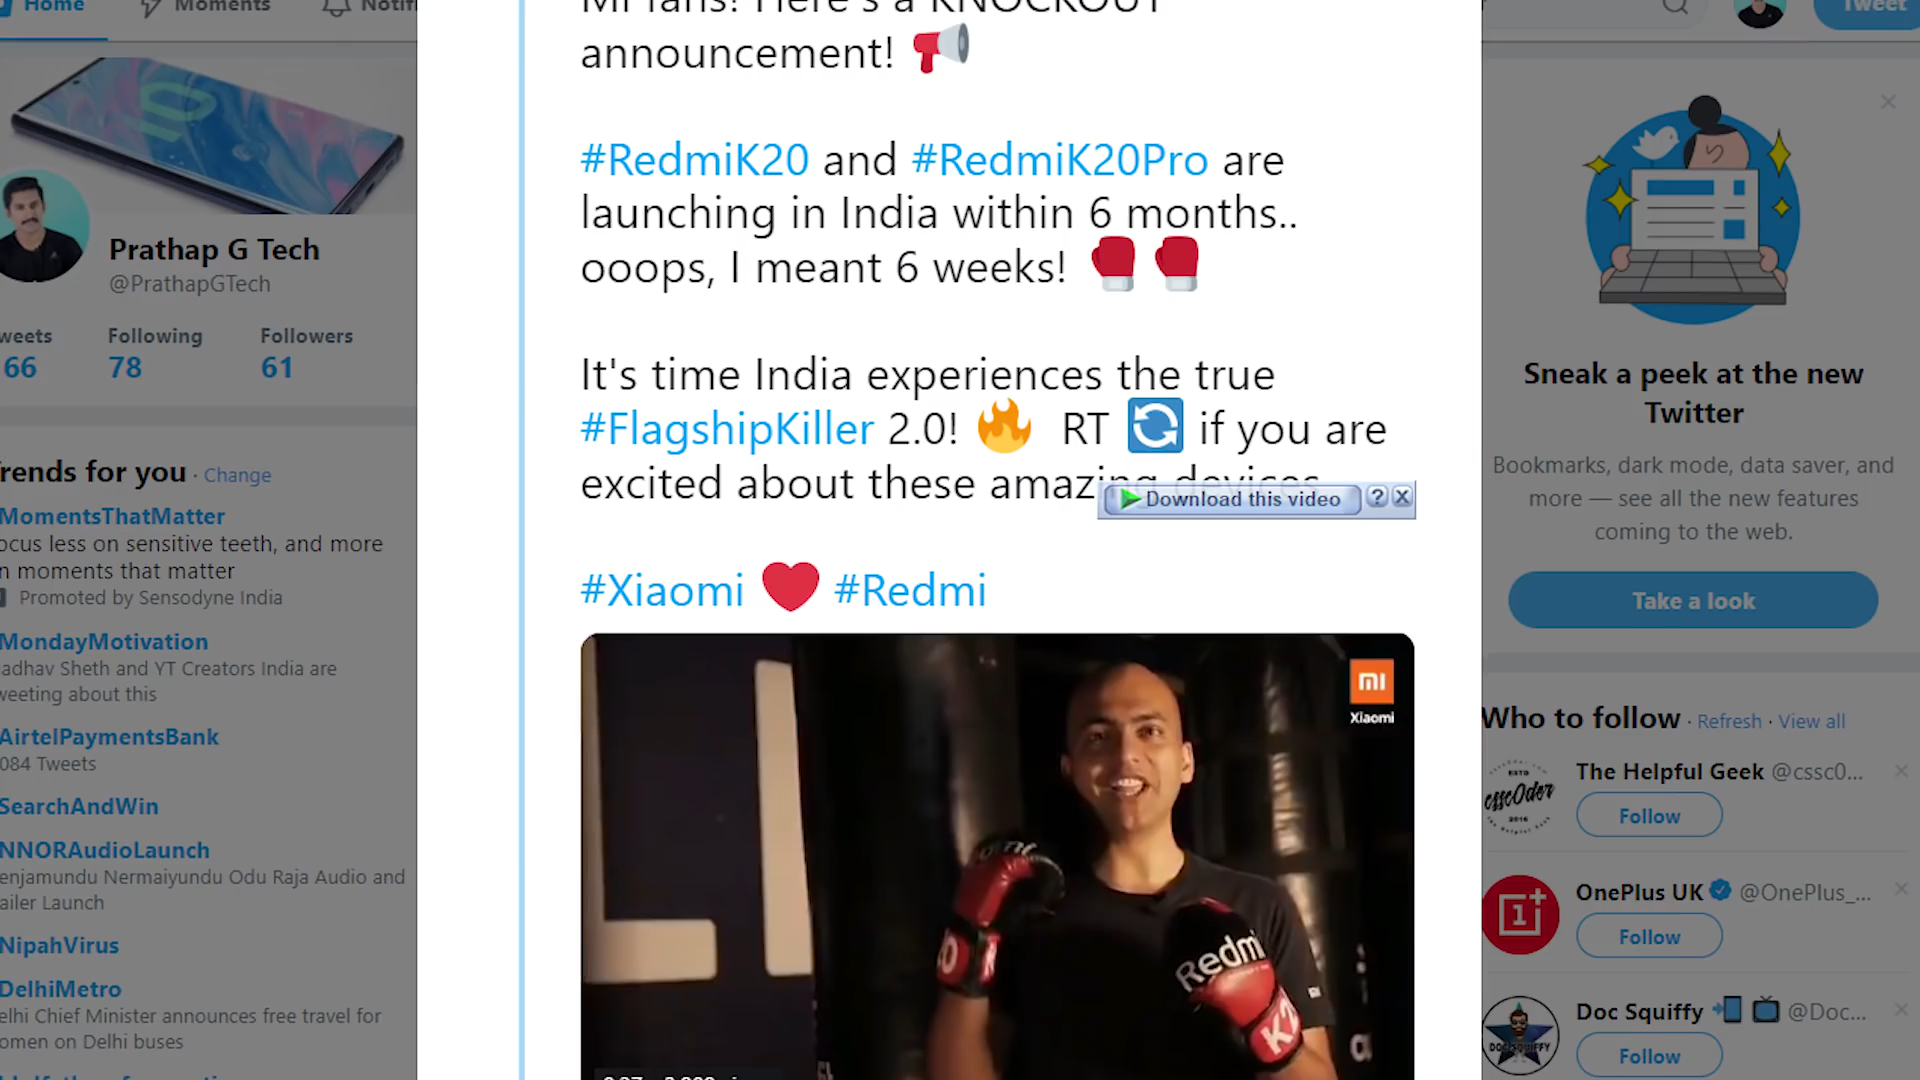 Home
Moments
Prathap G Tech
@PrathapGTech
Following
Followers
66
78
61
Trends for you · Change
MomentsThatMatter
ocus less on sensitive teeth, and more
n moments that matter
Promoted by Sensodyne India
MondayMotivation
adhav Sheth and YT Creators India are
weeting about this
AirtelPaymentsBank
084 Tweets
SearchAndWin
NNORAudioLaunch
enjamundu Nermaiyundu Odu Raja Audio and
ailer Launch
NipahVirus
DelhiMetro
elhi Chief Minister announces free travel for
omen on Delhi buses
Mi fans! Here's a KNOCKOUT
announcement!
#RedmiK20 and #RedmiK20Pro are
launching in India within 6 months..
ooops, I meant 6 weeks!
It's time India experiences the true
#FlagshipKiller 2.0! RT if you are
excited about these amazing devices
Download this video ? X
#Xiaomi #Redmi
mi
Xiaomi
Redmi
K20
Tweet
Sneak a peek at the new
Twitter
Bookmarks, dark mode, data saver, and
more — see all the new features
coming to the web.
Take a look
Who to follow · Refresh · View all
The Helpful Geek @cssc0...
Follow
OnePlus UK @OnePlus_...
Follow
Doc Squiffy @Doc...
Follow
DOC SQUIFFY